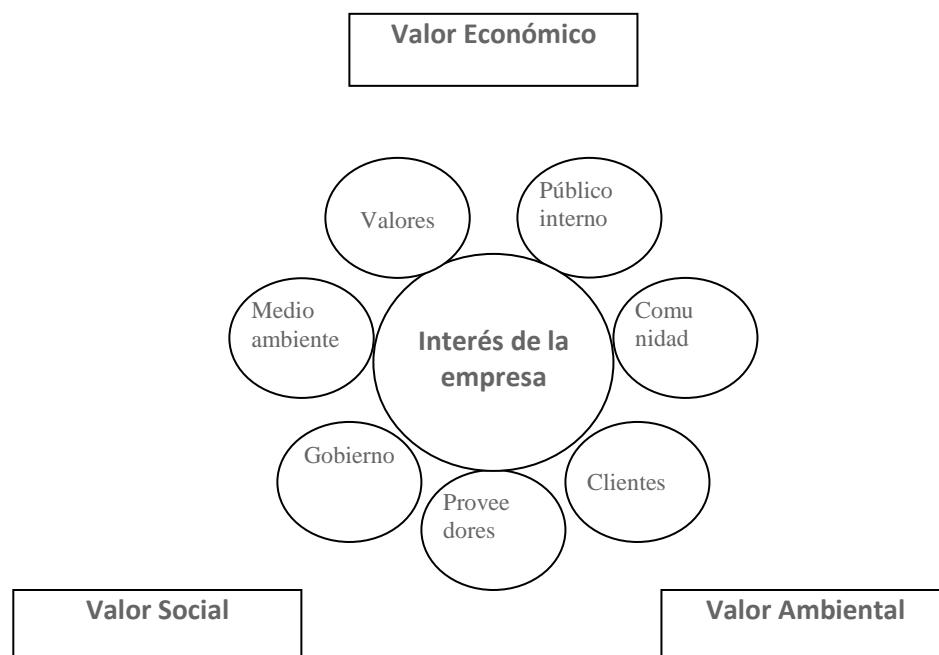 Valor Económico
Valores
Público
interno
Medio
ambiente
Interés de la
empresa
Comu
nidad
Gobierno
Provee
dores
Clientes
Valor Social
Valor Ambiental